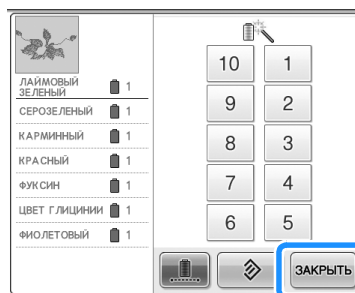 ЛАЙМОВЫЙ
ЗЕЛЕНЫЙ 1
СЕРОЗЕЛЕНЫЙ 1
КАРМИННЫЙ 1
КРАСНЫЙ 1
ФУКСИН 1
ЦВЕТ ГЛИЦИНИИ 1
ФИОЛЕТОВЫЙ 1
10 1
9 2
8 3
7 4
6 5
ЗАКРЫТЬ